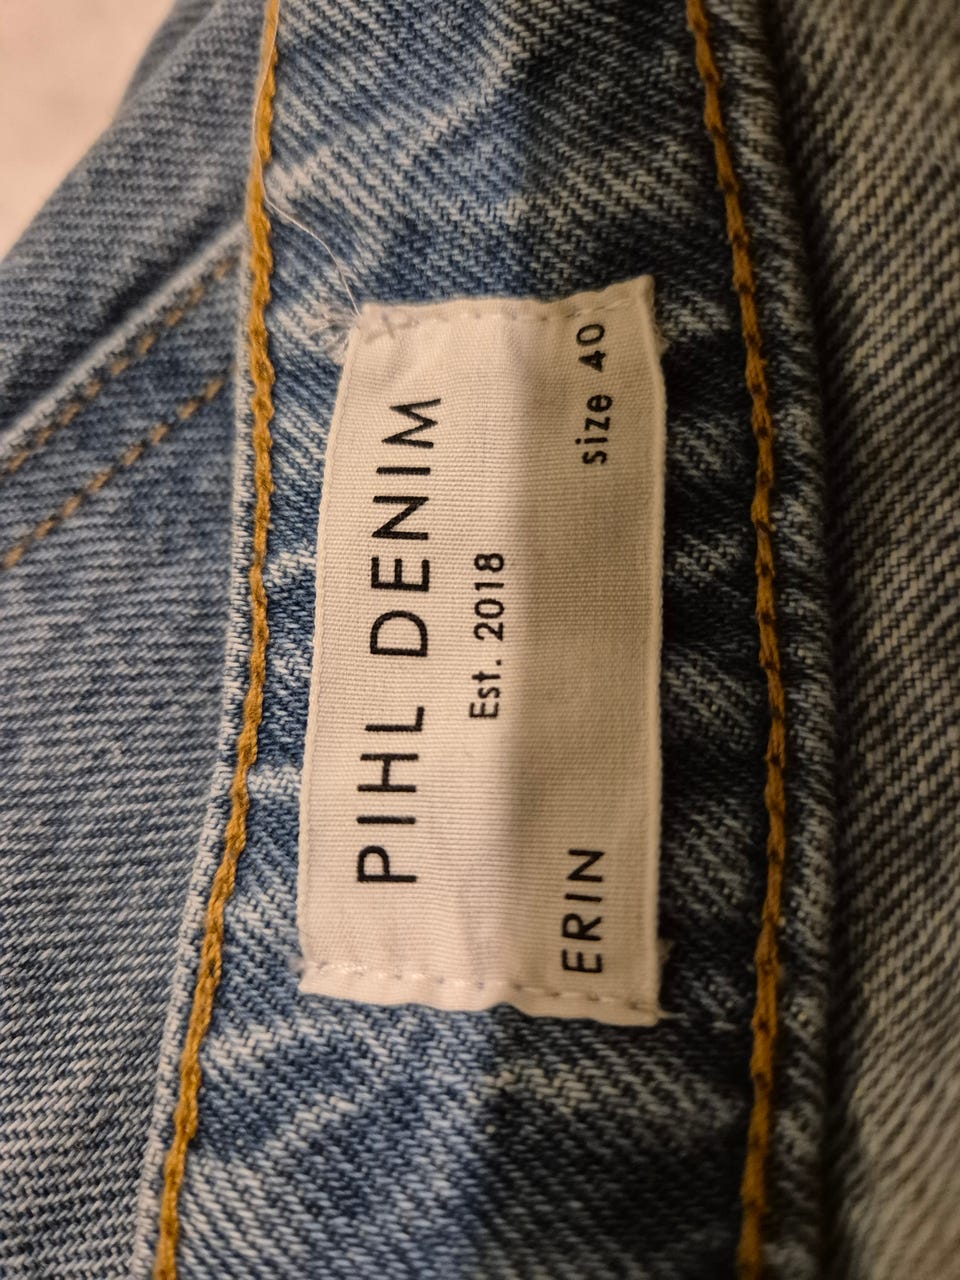 PIHL DENIM
Est. 2018
ERIN size 40